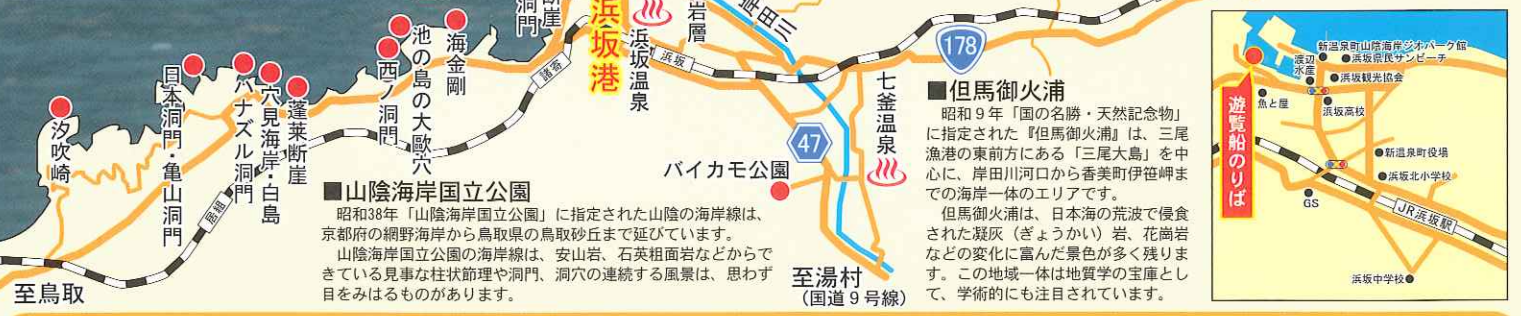 汐吹崎
日本洞門・亀山洞門
ハナズル洞門
穴見海岸・白島
蓬莱断崖
西ノ洞門
池の島の大歐穴
海金剛
洞門
断崖
浜坂港
浜坂温泉
岩層
岸田川
諸寄
浜坂
居組
178
47
七釜温泉
バイカモ公園
至鳥取
至湯村
(国道9号線)
■山陰海岸国立公園
昭和38年「山陰海岸国立公園」に指定された山陰の海岸線は、
京都府の網野海岸から鳥取県の鳥取砂丘まで延びています。
山陰海岸国立公園の海岸線は、安山岩、石英粗面岩などからで
きている見事な柱状節理や洞門、洞穴の連続する風景は、思わず
目をみはるものがあります。
■但馬御火浦
昭和9年「国の名勝・天然記念物」
に指定された『但馬御火浦』は、三尾
漁港の東前方にある「三尾大島」を中
心に、岸田川河口から香美町伊笹岬ま
での海岸一体のエリアです。
但馬御火浦は、日本海の荒波で侵食
された凝灰（ぎょうかい）岩、花崗岩
などの変化に富んだ景色が多く残りま
す。この地域一体は地質学の宝庫とし
て、学術的にも注目されています。
遊覧船のりば
新温泉町山陰海岸ジオパーク館
渡辺
水産
浜坂県民サンビーチ
浜坂観光協会
魚と屋
浜坂高校
新温泉町役場
浜坂北小学校
GS
JR浜坂駅
浜坂中学校